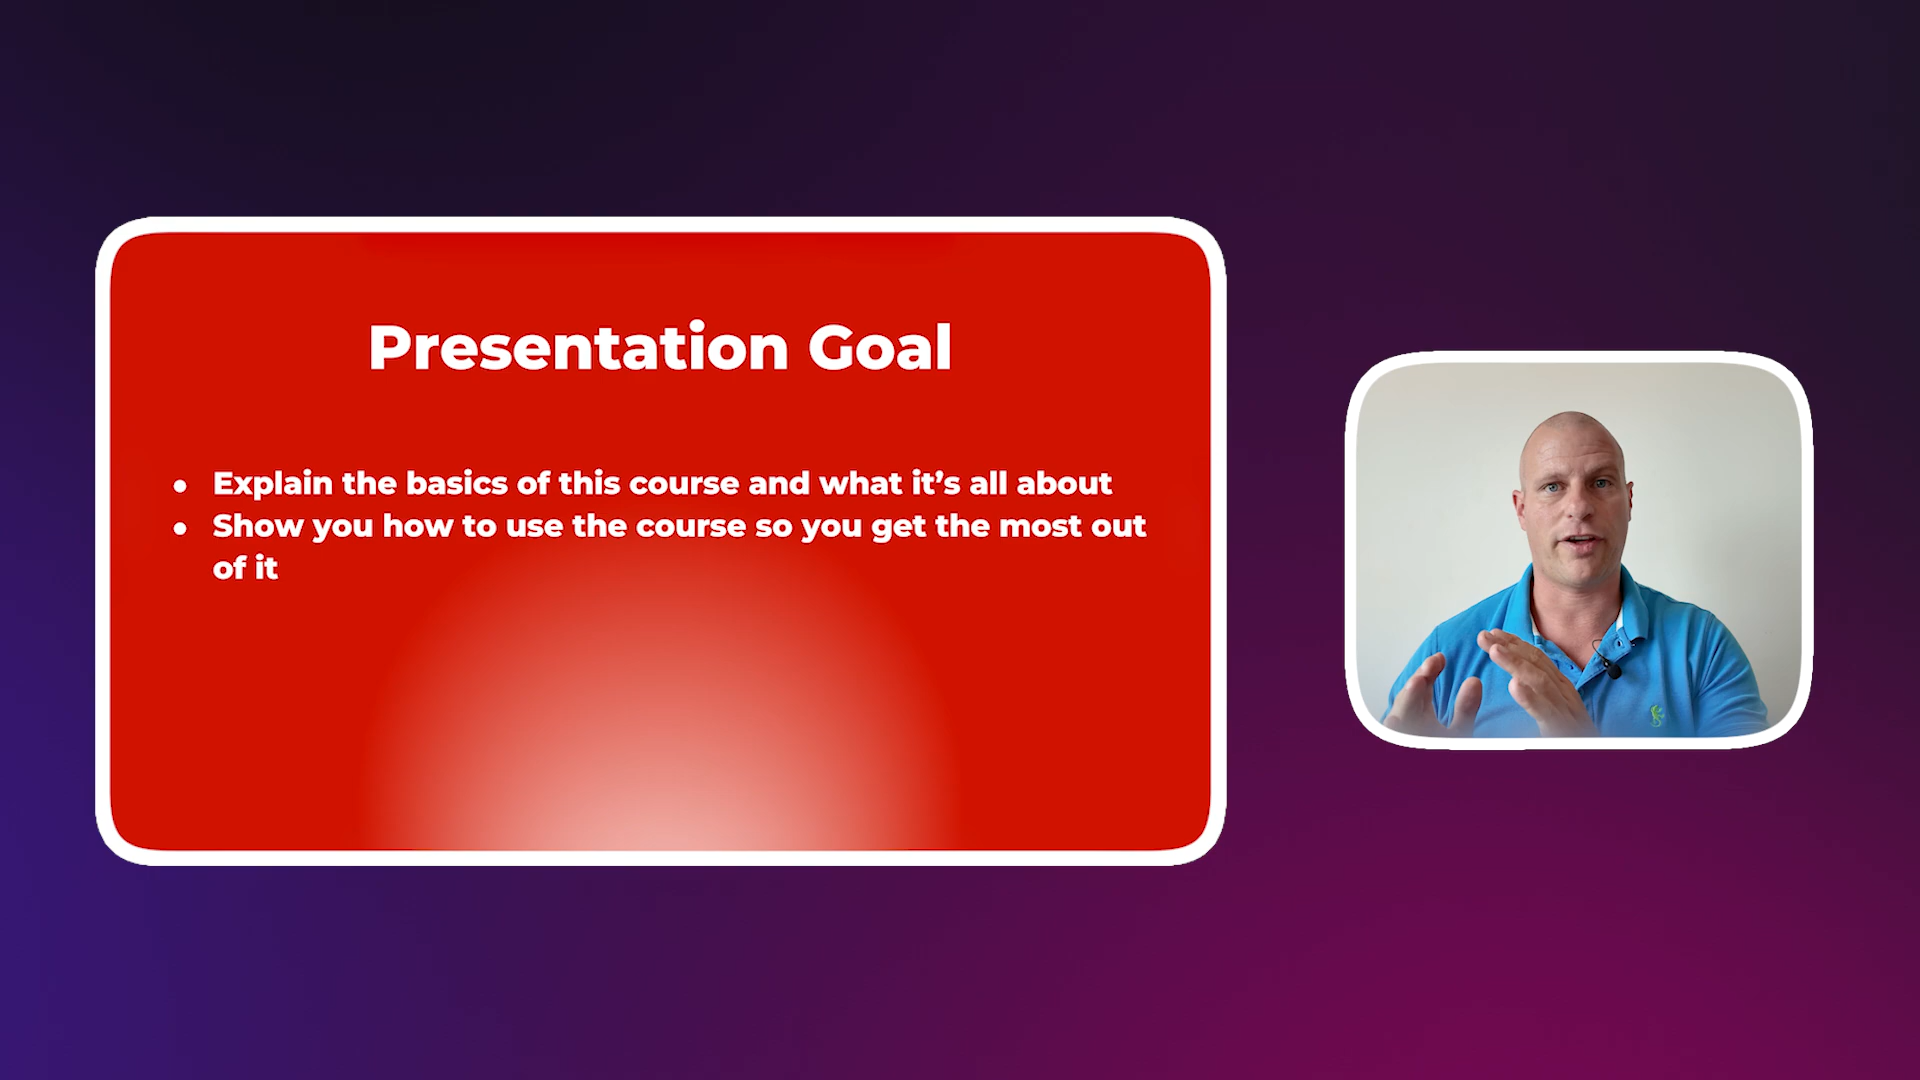 Presentation Goal
● Explain the basics of this course and what it’s all about
● Show you how to use the course so you get the most out
of it